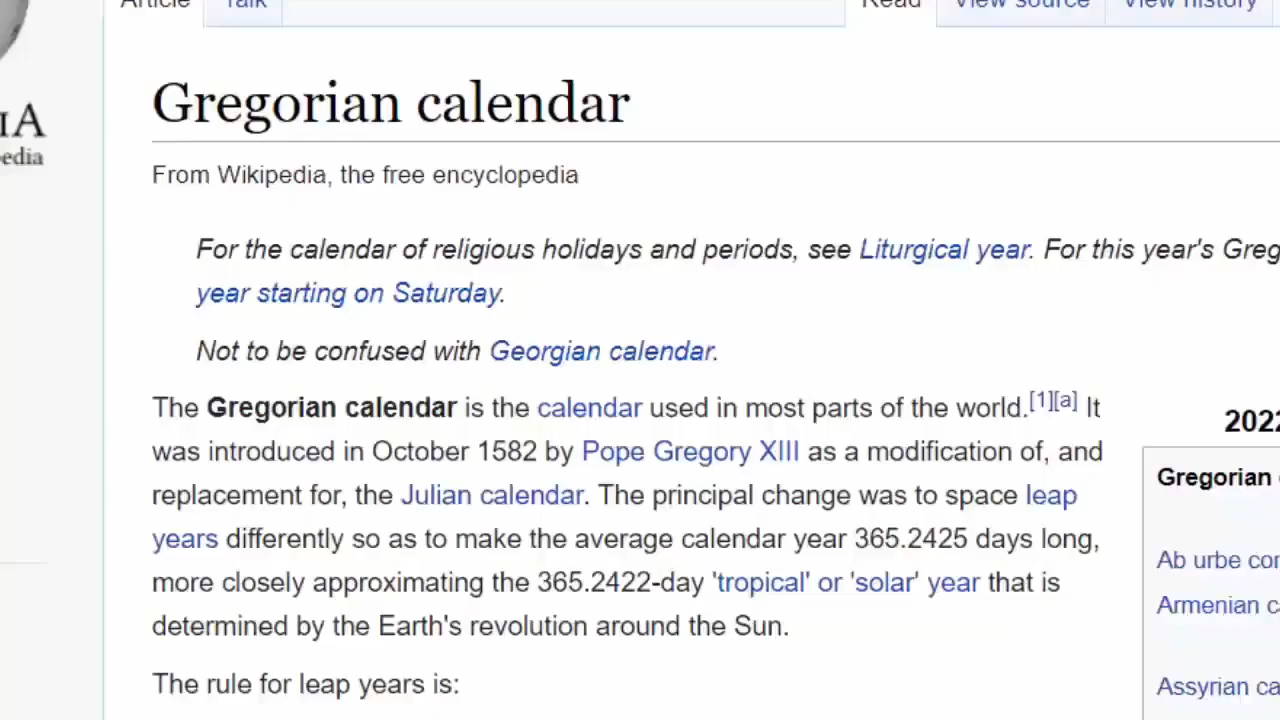 Article Talk Read View source View history
IA
edia
Gregorian calendar
From Wikipedia, the free encyclopedia
For the calendar of religious holidays and periods, see Liturgical year. For this year's Greg
year starting on Saturday.
Not to be confused with Georgian calendar.
The Gregorian calendar is the calendar used in most parts of the world.[1][a] It
was introduced in October 1582 by Pope Gregory XIII as a modification of, and
replacement for, the Julian calendar. The principal change was to space leap
years differently so as to make the average calendar year 365.2425 days long,
more closely approximating the 365.2422-day 'tropical' or 'solar' year that is
determined by the Earth's revolution around the Sun.
The rule for leap years is:
2022
Gregorian
Ab urbe con
Armenian c
Assyrian ca